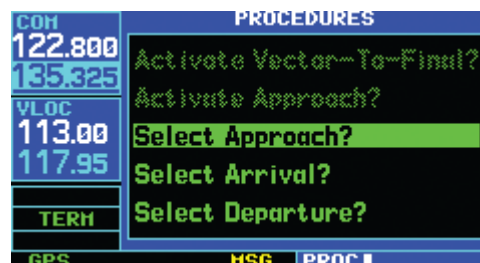 COM
122.800
135.325
VLOC
113.00
117.95
TERM
GPS
PROCEDURES
Activate Vector-To-Final?
Activate Approach?
Select Approach?
Select Arrival?
Select Departure?
MSG
PROC